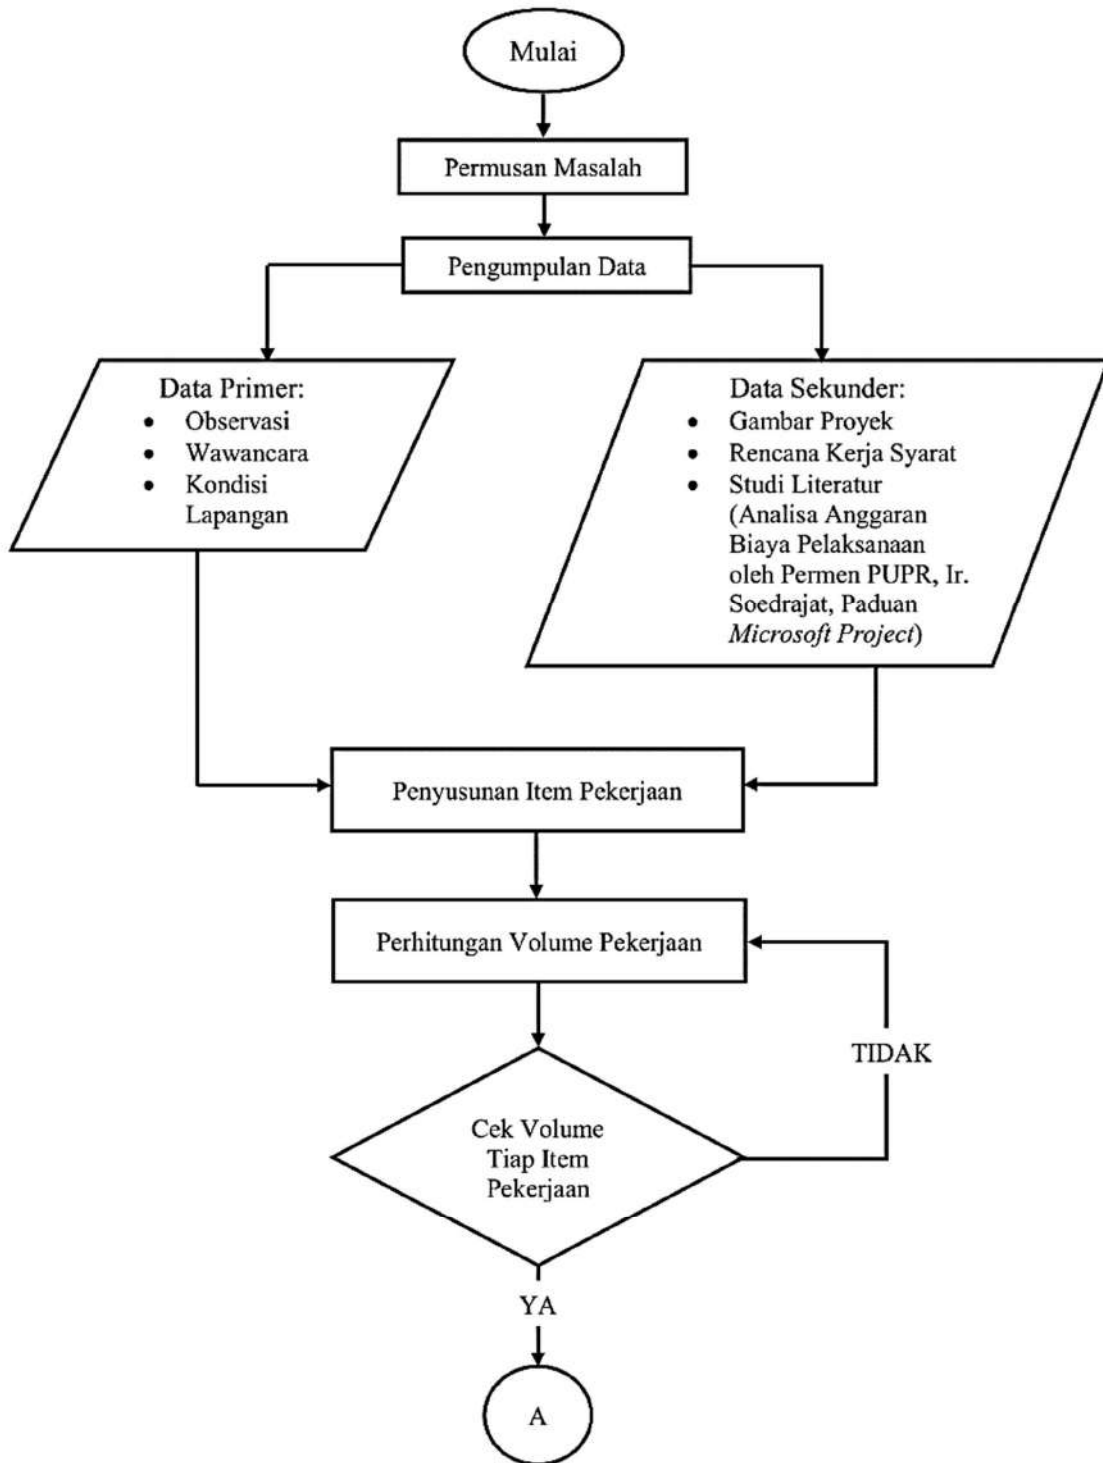 Mulai
Permusan Masalah
Pengumpulan Data
Data Primer:
• Observasi
• Wawancara
• Kondisi
Lapangan
Data Sekunder:
• Gambar Proyek
• Rencana Kerja Syarat
• Studi Literatur
(Analisa Anggaran
Biaya Pelaksanaan
oleh Permen PUPR, Ir.
Soedrajat, Paduan
Microsoft Project)
Penyusunan Item Pekerjaan
Perhitungan Volume Pekerjaan
TIDAK
Cek Volume
Tiap Item
Pekerjaan
YA
A